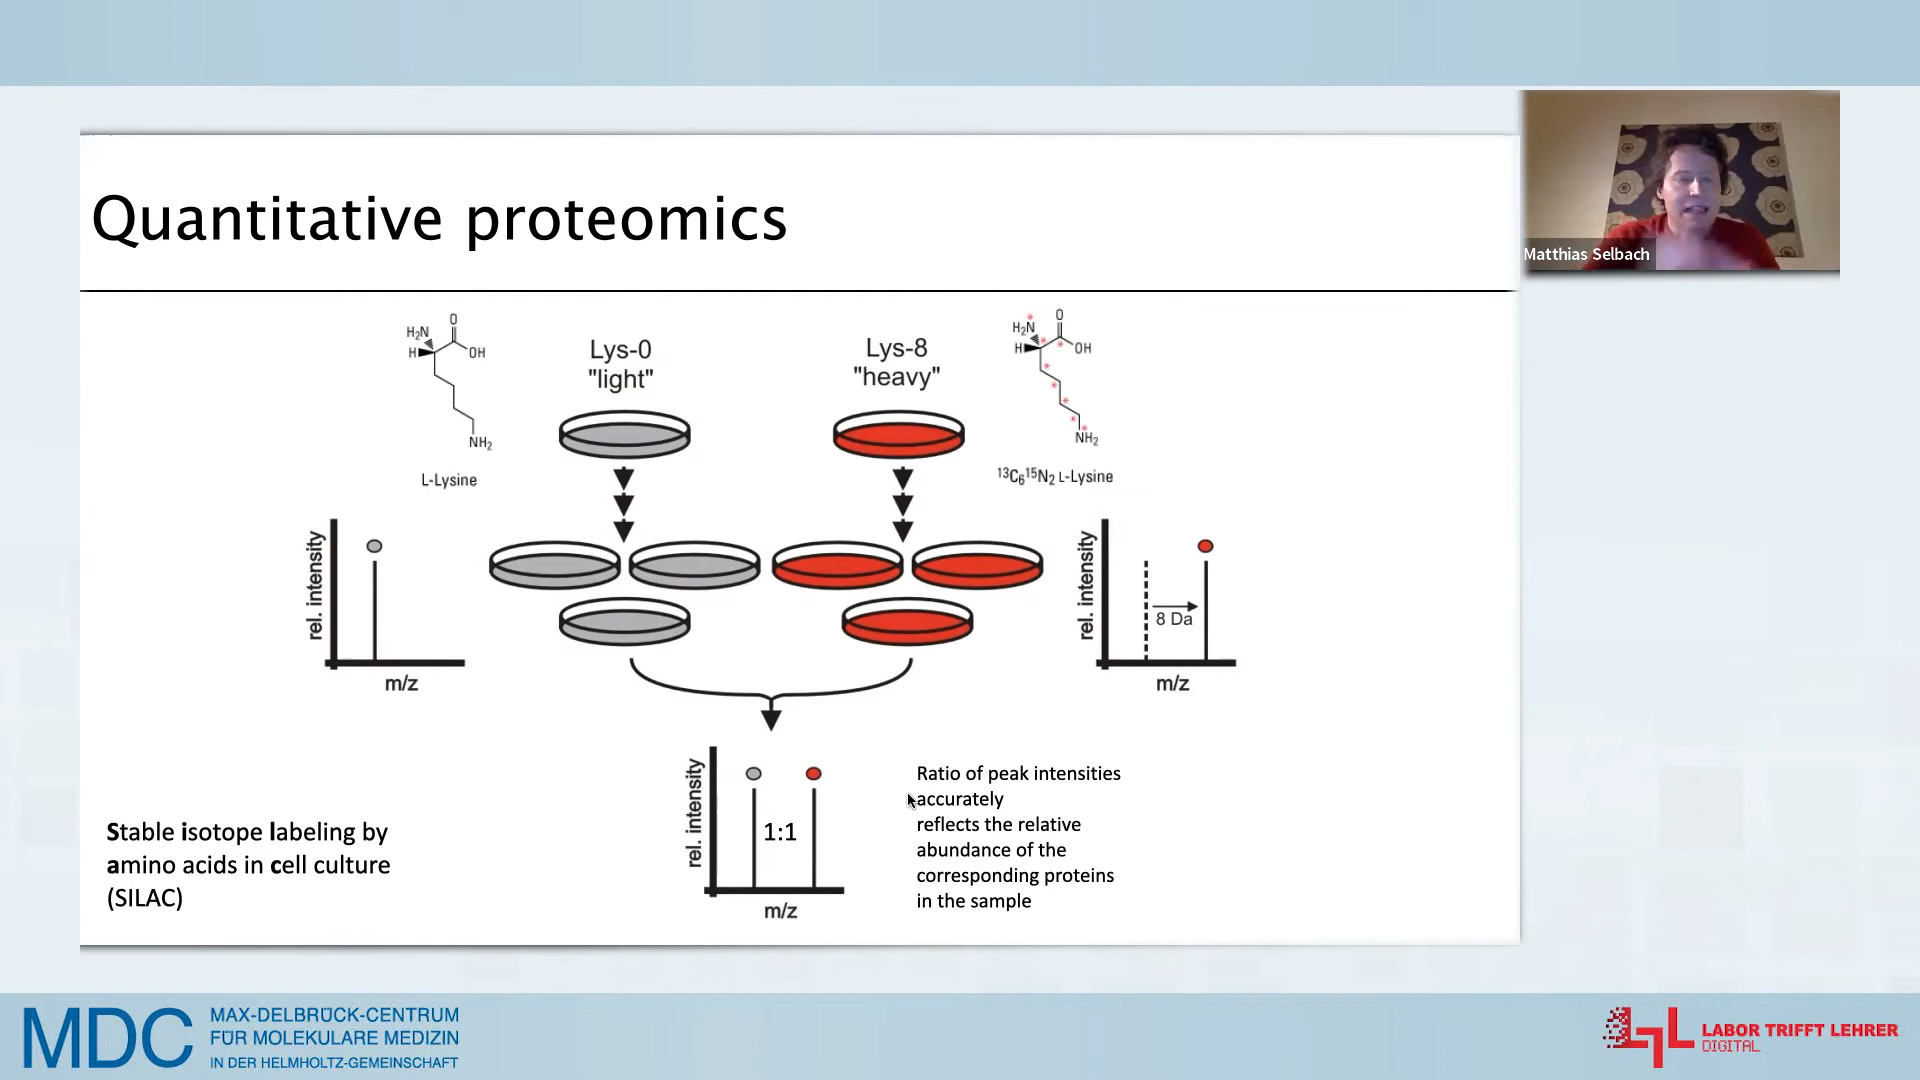 Quantitative proteomics
Matthias Selbach
H₂N
O
H
OH
NH₂
L-Lysine
Lys-0
"light"
Lys-8
"heavy"
H₂N
*
O
H
OH
*
*
*
*
*
*
*
NH₂
¹³C₆¹⁵N₂ L-Lysine
rel. intensity
m/z
rel. intensity
8 Da
m/z
rel. intensity
1:1
m/z
Stable isotope labeling by
amino acids in cell culture
(SILAC)
Ratio of peak intensities
accurately
reflects the relative
abundance of the
corresponding proteins
in the sample
MDC
MAX-DELBRÜCK-CENTRUM
FÜR MOLEKULARE MEDIZIN
IN DER HELMHOLTZ-GEMEINSCHAFT
LTL
LABOR TRIFFT LEHRER
DIGITAL